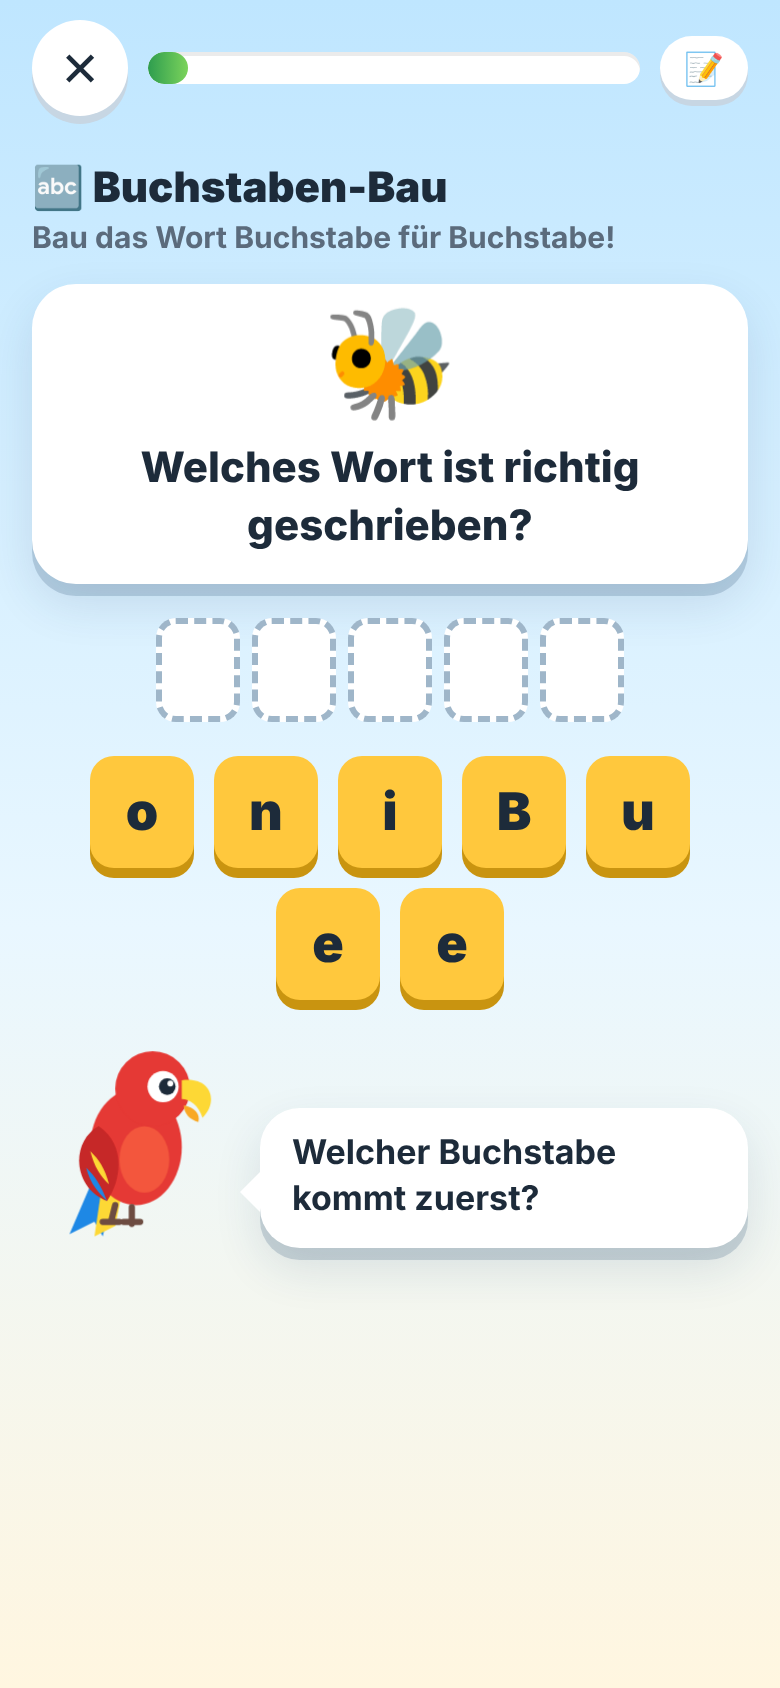 Buchstaben-Bau
Bau das Wort Buchstabe für Buchstabe!
Welches Wort ist richtig
geschrieben?
o n i B u
e e
Welcher Buchstabe
kommt zuerst?